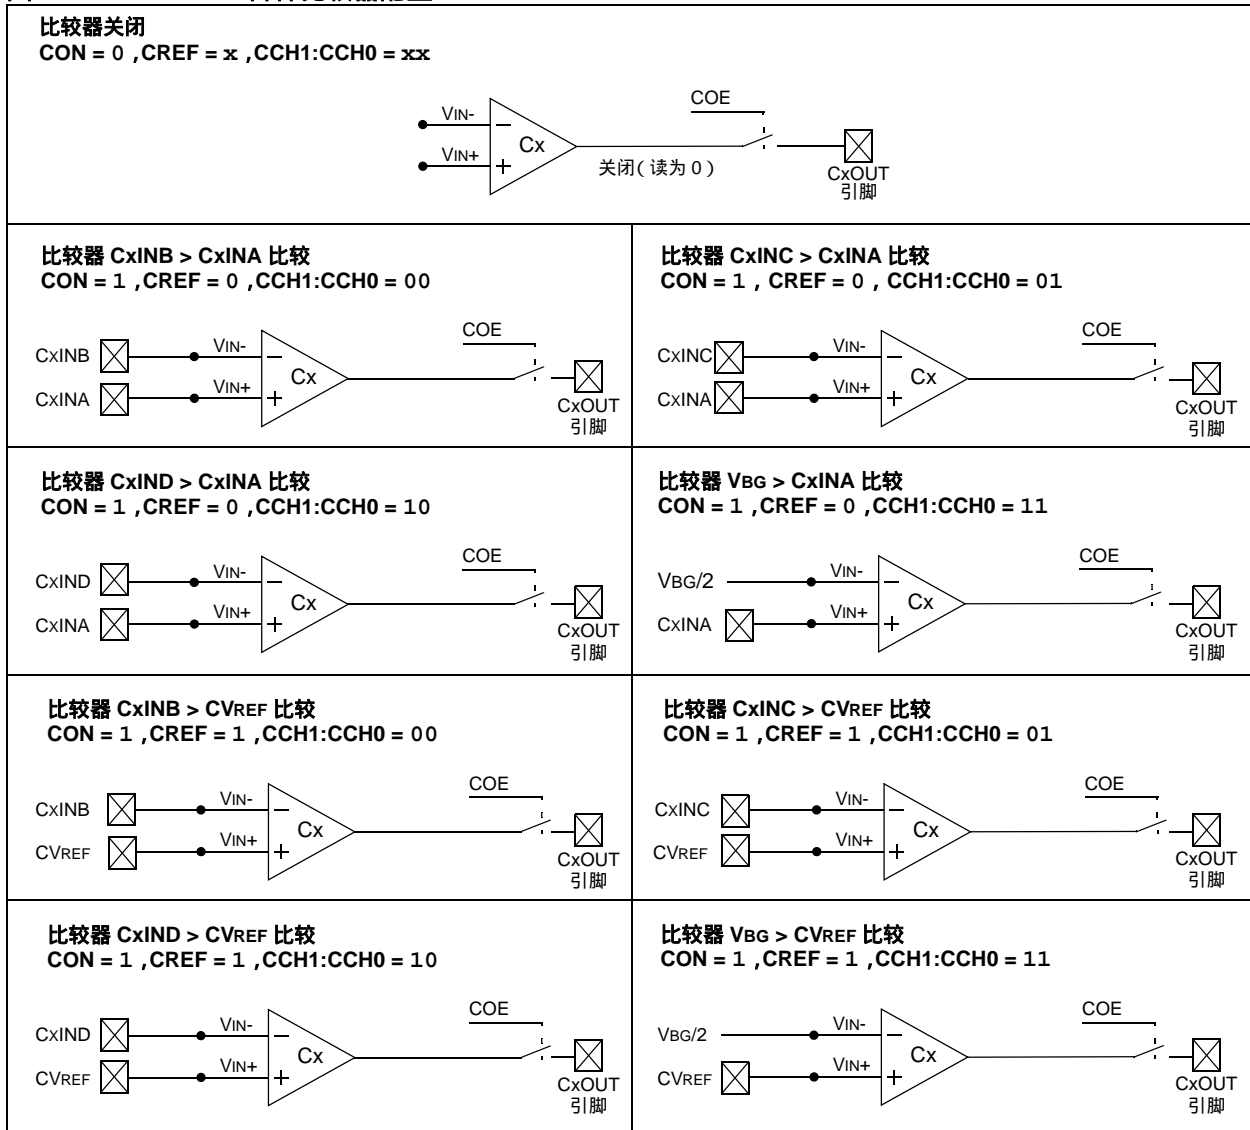 比较器关闭
CON = 0 ,CREF = x ,CCH1:CCH0 = xx
COE
VIN-
Cx
VIN+
关闭(读为 0)
CxOUT
引脚
比较器 CxINB > CxINA 比较
CON = 1 ,CREF = 0 ,CCH1:CCH0 = 00
COE
CxINB
VIN-
Cx
CxINA
VIN+
CxOUT
引脚
比较器 CxINC > CxINA 比较
CON = 1 , CREF = 0 , CCH1:CCH0 = 01
COE
CxINC
VIN-
Cx
CxINA
VIN+
CxOUT
引脚
比较器 CxIND > CxINA 比较
CON = 1 ,CREF = 0 ,CCH1:CCH0 = 10
COE
CxIND
VIN-
Cx
CxINA
VIN+
CxOUT
引脚
比较器 VBG > CxINA 比较
CON = 1 ,CREF = 0 ,CCH1:CCH0 = 11
COE
VBG/2
VIN-
Cx
CxINA
VIN+
CxOUT
引脚
比较器 CxINB > CVREF 比较
CON = 1 ,CREF = 1 ,CCH1:CCH0 = 00
COE
CxINB
VIN-
Cx
CVREF
VIN+
CxOUT
引脚
比较器 CxINC > CVREF 比较
CON = 1 ,CREF = 1 ,CCH1:CCH0 = 01
COE
CxINC
VIN-
Cx
CVREF
VIN+
CxOUT
引脚
比较器 CxIND > CVREF 比较
CON = 1 ,CREF = 1 ,CCH1:CCH0 = 10
COE
CxIND
VIN-
Cx
CVREF
VIN+
CxOUT
引脚
比较器 VBG > CVREF 比较
CON = 1 ,CREF = 1 ,CCH1:CCH0 = 11
COE
VBG/2
VIN-
Cx
CVREF
VIN+
CxOUT
引脚